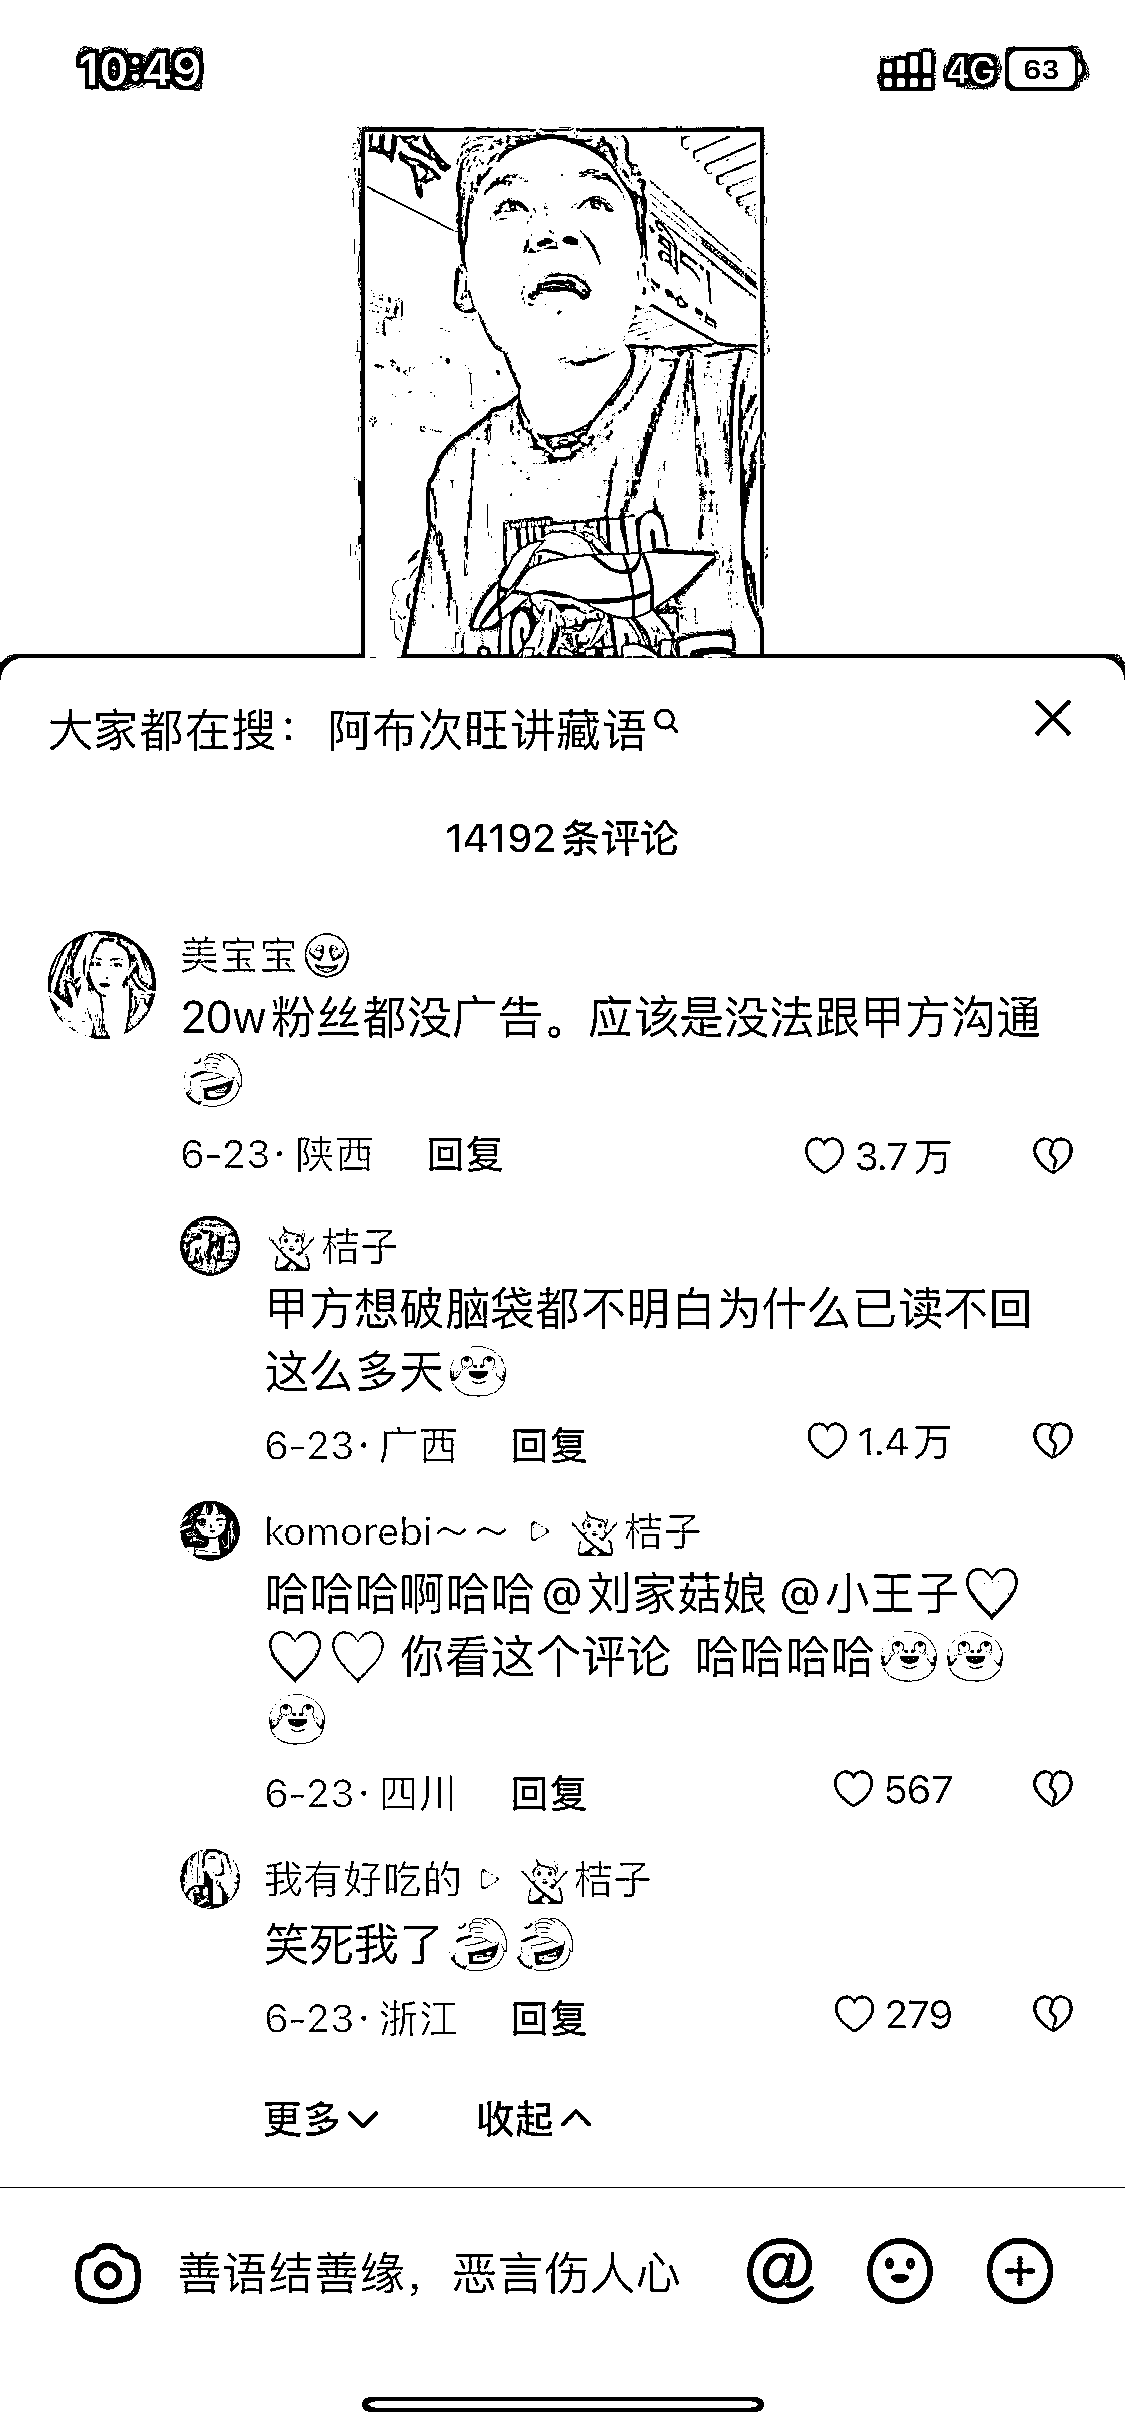 10:49
4G 63
大家都在搜：阿布次旺讲藏语
14192条评论
美宝宝
20w粉丝都没广告。应该是没法跟甲方沟通
6-23·陕西 回复 3.7万
桔子
甲方想破脑袋都不明白为什么已读不回
这么多天
6-23·广西 回复 1.4万
komorebi～～ 桔子
哈哈哈啊哈哈@刘家菇娘 @小王子
你看这个评论 哈哈哈哈
6-23·四川 回复 567
我有好吃的 桔子
笑死我了
6-23·浙江 回复 279
更多 收起
善语结善缘，恶言伤人心